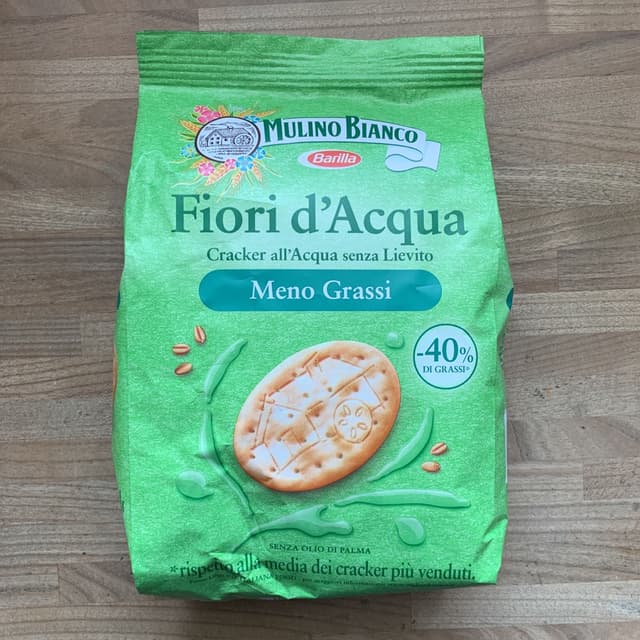 MULINO BIANCO
Barilla
Fiori d'Acqua
Cracker all'Acqua senza Lievito
Meno Grassi
-40%
DI GRASSI*
SENZA OLIO DI PALMA
*rispetto alla media dei cracker più venduti.